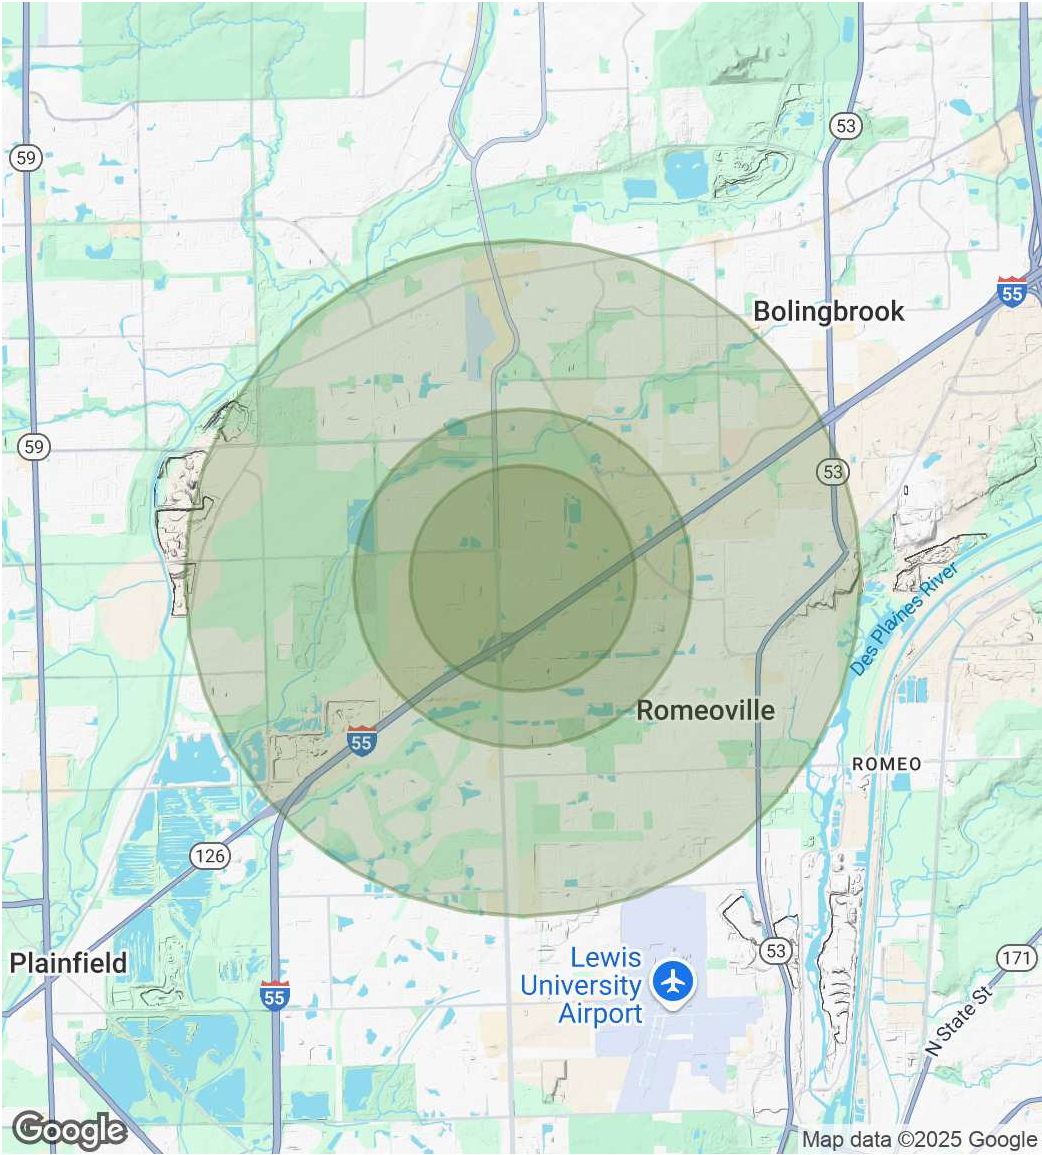 53
59
55
Bolingbrook
59
53
Des Plaines River
Romeoville
55
ROMEO
126
53
Lewis
University
Airport
171
Plainfield
55
N State St
Google
Map data ©2025 Google